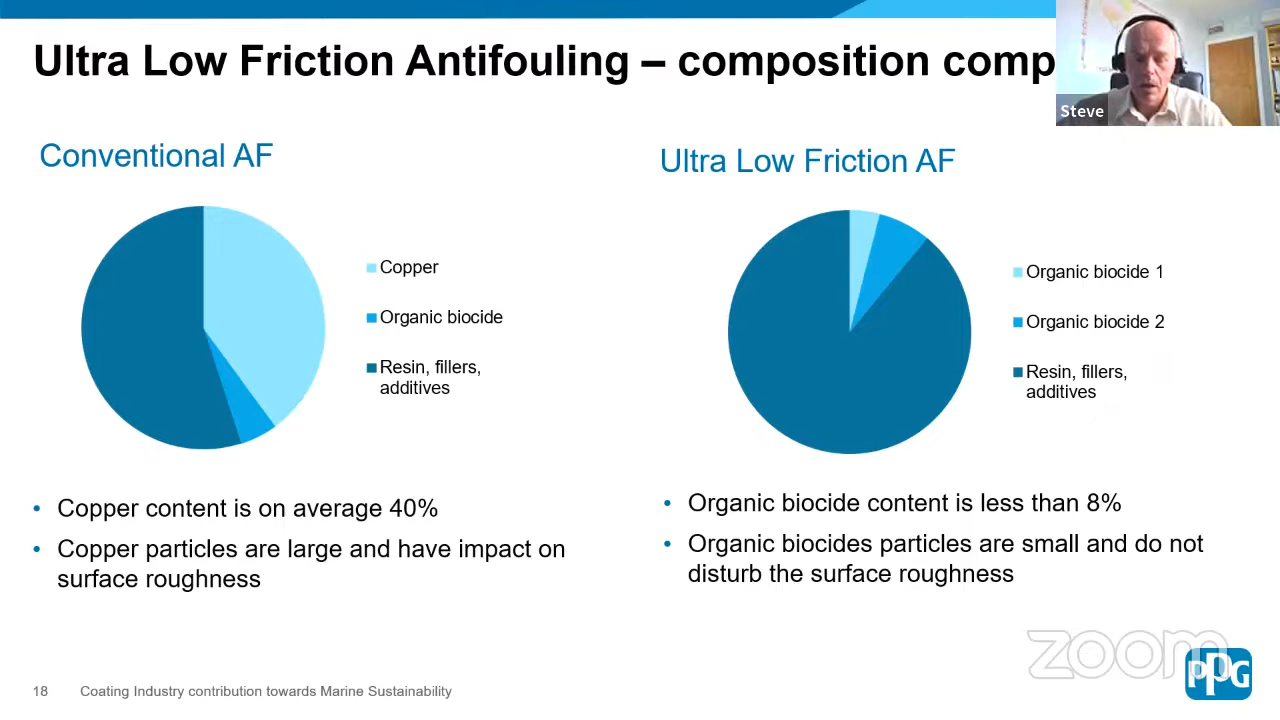 Ultra Low Friction Antifouling – composition comp
Steve
Conventional AF
Copper
Organic biocide
Resin, fillers,
additives
• Copper content is on average 40%
• Copper particles are large and have impact on
surface roughness
Ultra Low Friction AF
Organic biocide 1
Organic biocide 2
Resin, fillers,
additives
• Organic biocide content is less than 8%
• Organic biocides particles are small and do not
disturb the surface roughness
zoom
PPG
18 Coating Industry contribution towards Marine Sustainability